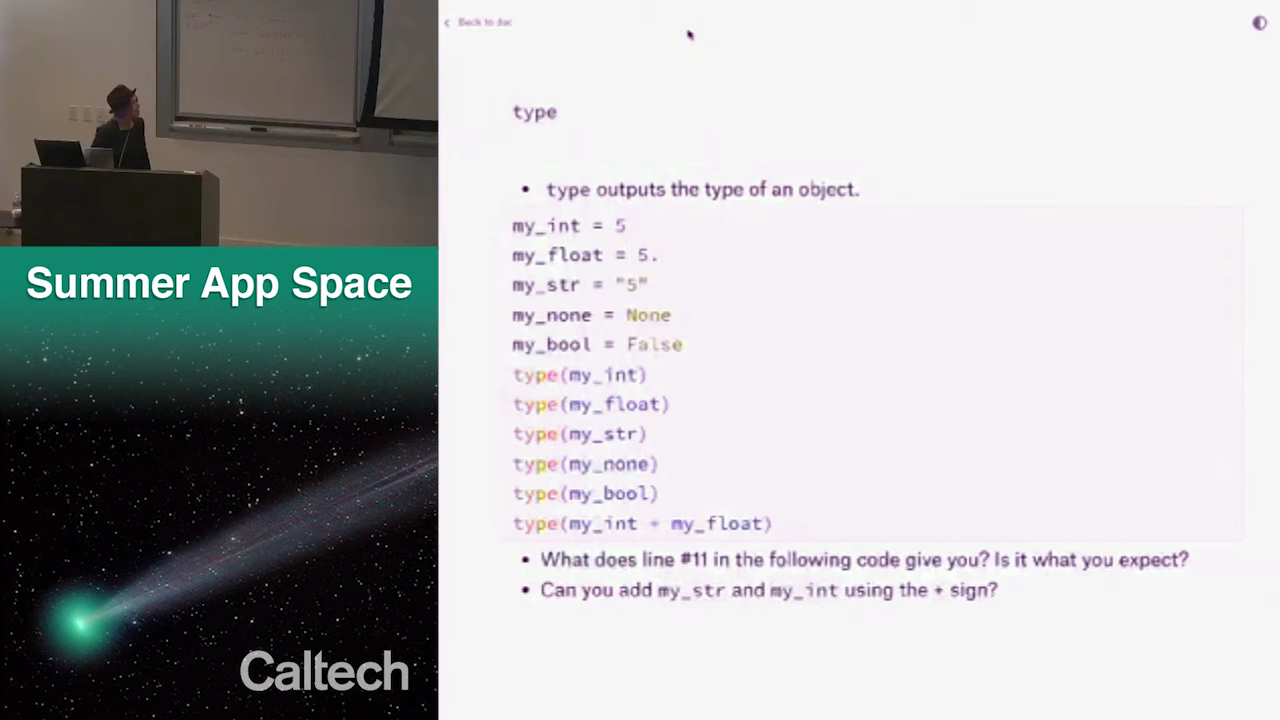 Back to doc
type
• type outputs the type of an object.
my_int = 5
my_float = 5.
my_str = "5"
my_none = None
my_bool = False
type(my_int)
type(my_float)
type(my_str)
type(my_none)
type(my_bool)
type(my_int + my_float)
• What does line #11 in the following code give you? Is it what you expect?
• Can you add my_str and my_int using the + sign?
Summer App Space
Caltech